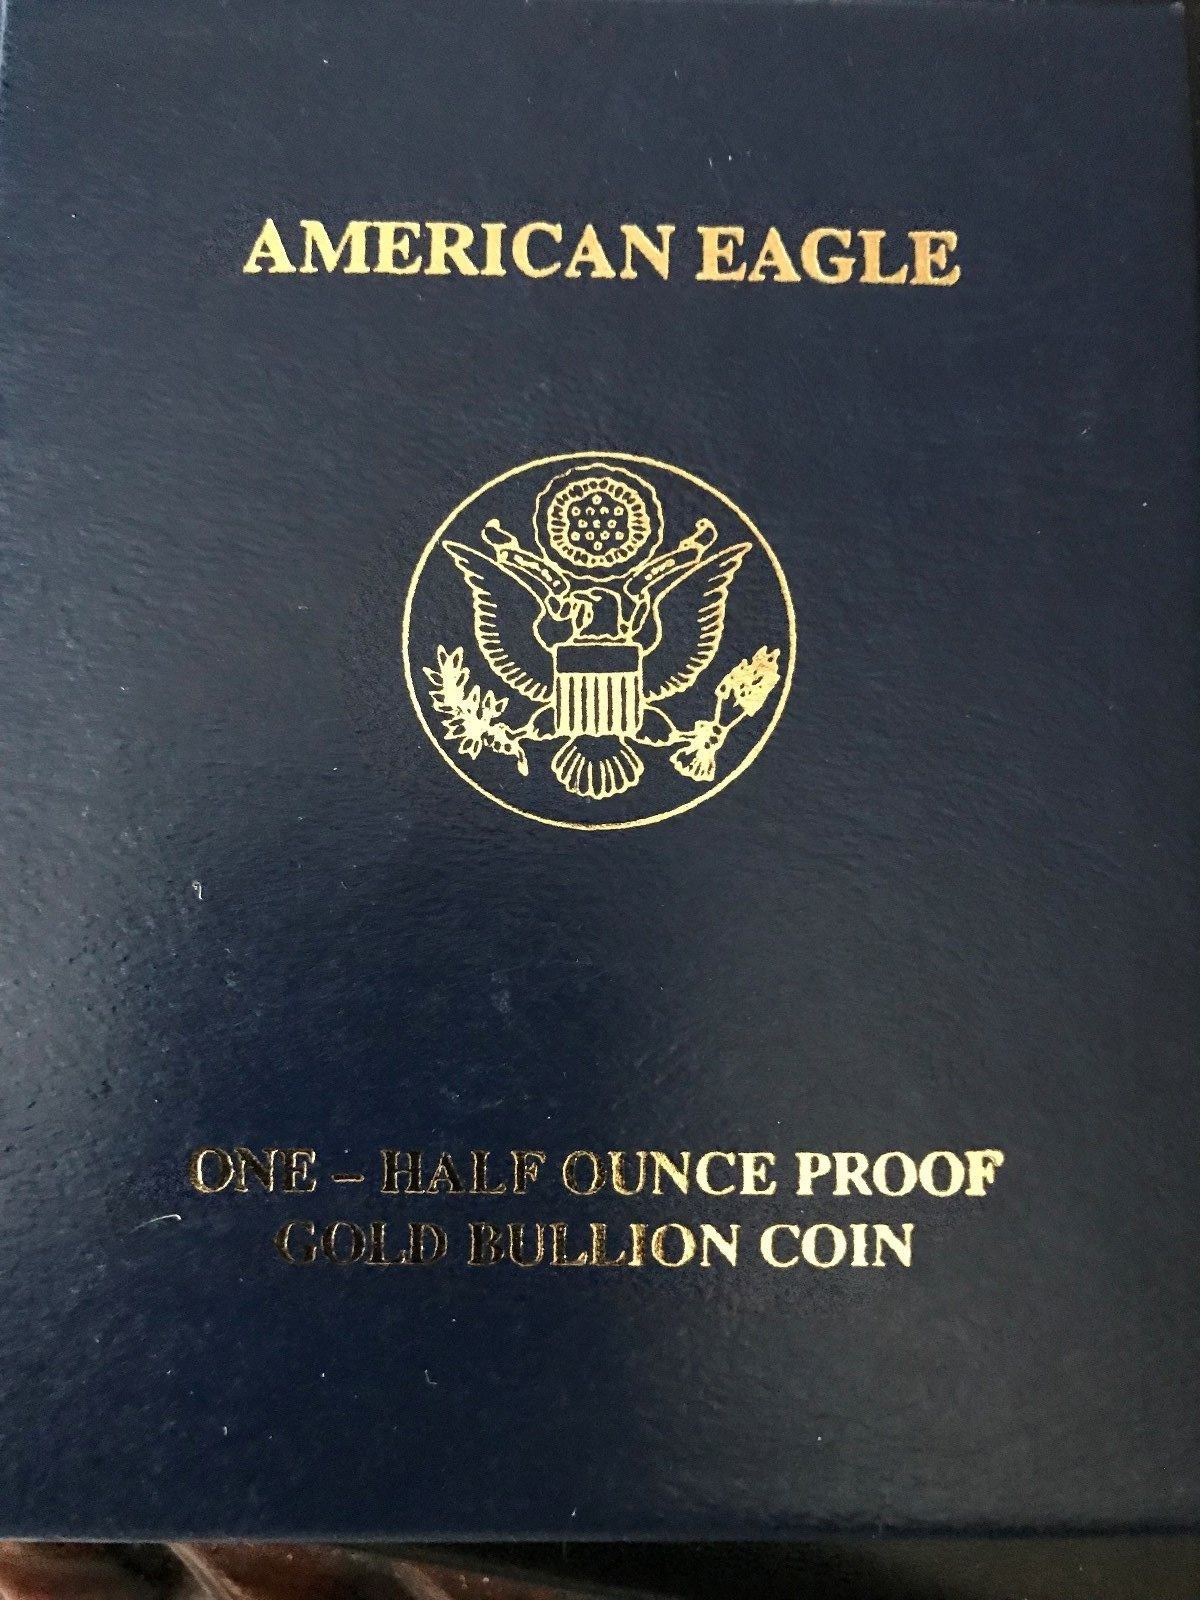 AMERICAN EAGLE
ONE – HALF OUNCE PROOF
GOLD BULLION COIN